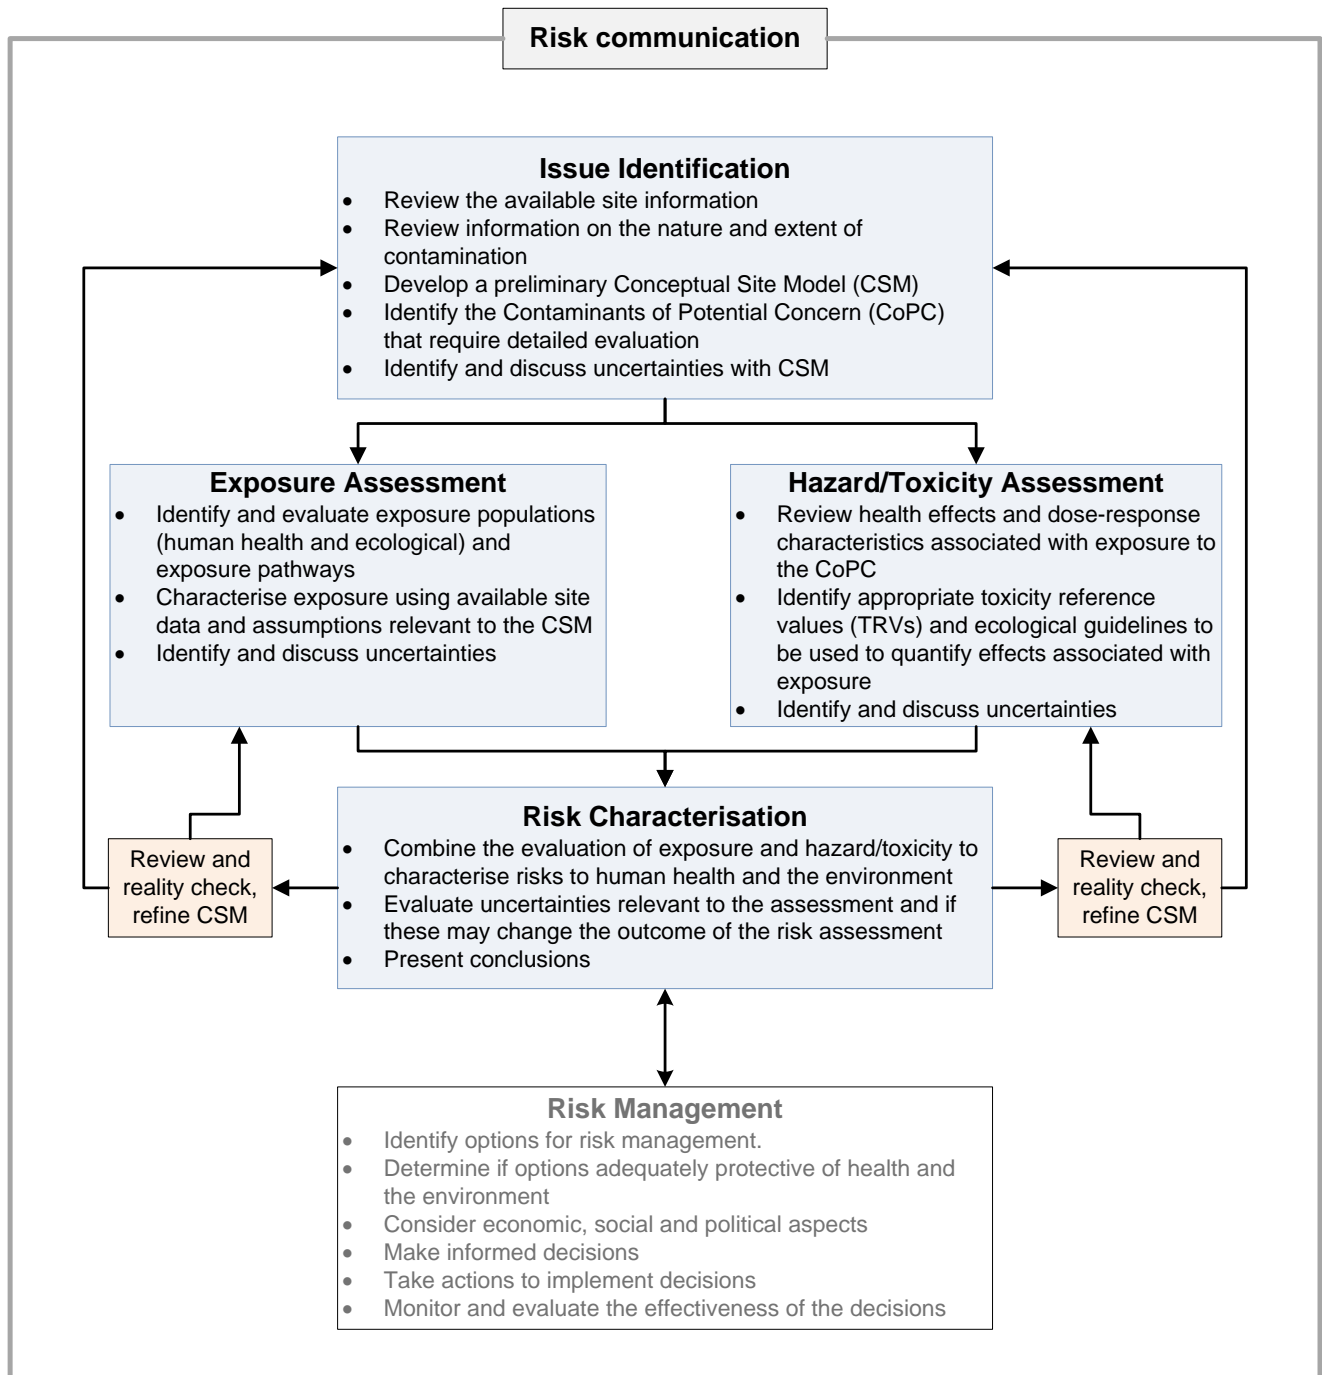 Risk communication
Issue Identification
• Review the available site information
• Review information on the nature and extent of
contamination
• Develop a preliminary Conceptual Site Model (CSM)
• Identify the Contaminants of Potential Concern (CoPC)
that require detailed evaluation
• Identify and discuss uncertainties with CSM
Exposure Assessment
• Identify and evaluate exposure populations
(human health and ecological) and
exposure pathways
• Characterise exposure using available site
data and assumptions relevant to the CSM
• Identify and discuss uncertainties
Hazard/Toxicity Assessment
• Review health effects and dose-response
characteristics associated with exposure to
the CoPC
• Identify appropriate toxicity reference
values (TRVs) and ecological guidelines to
be used to quantify effects associated with
exposure
• Identify and discuss uncertainties
Review and
reality check,
refine CSM
Risk Characterisation
• Combine the evaluation of exposure and hazard/toxicity to
characterise risks to human health and the environment
• Evaluate uncertainties relevant to the assessment and if
these may change the outcome of the risk assessment
• Present conclusions
Review and
reality check,
refine CSM
Risk Management
• Identify options for risk management.
• Determine if options adequately protective of health and
the environment
• Consider economic, social and political aspects
• Make informed decisions
• Take actions to implement decisions
• Monitor and evaluate the effectiveness of the decisions